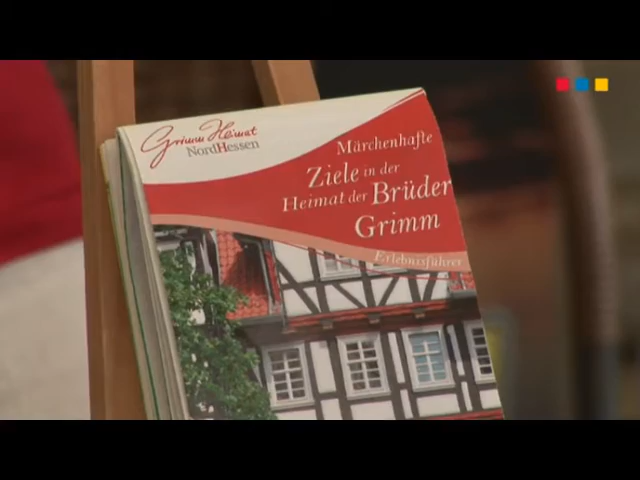 Grimm Heimat
NordHessen
Märchenhafte
Ziele in der
Heimat der Brüder
Grimm
Erlebnisführer